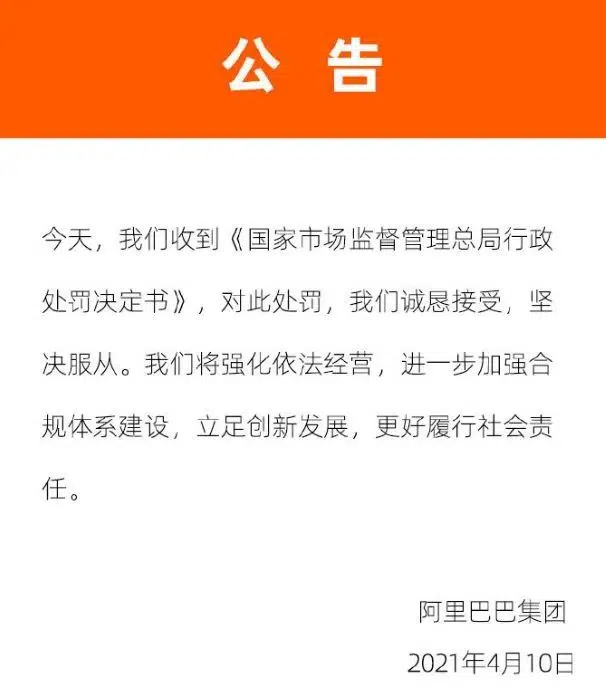 公 告
今天，我们收到《国家市场监督管理总局行政
处罚决定书》，对此处罚，我们诚恳接受，坚
决服从。我们将强化依法经营，进一步加强合
规体系建设，立足创新发展，更好履行社会责
任。
阿里巴巴集团
2021年4月10日